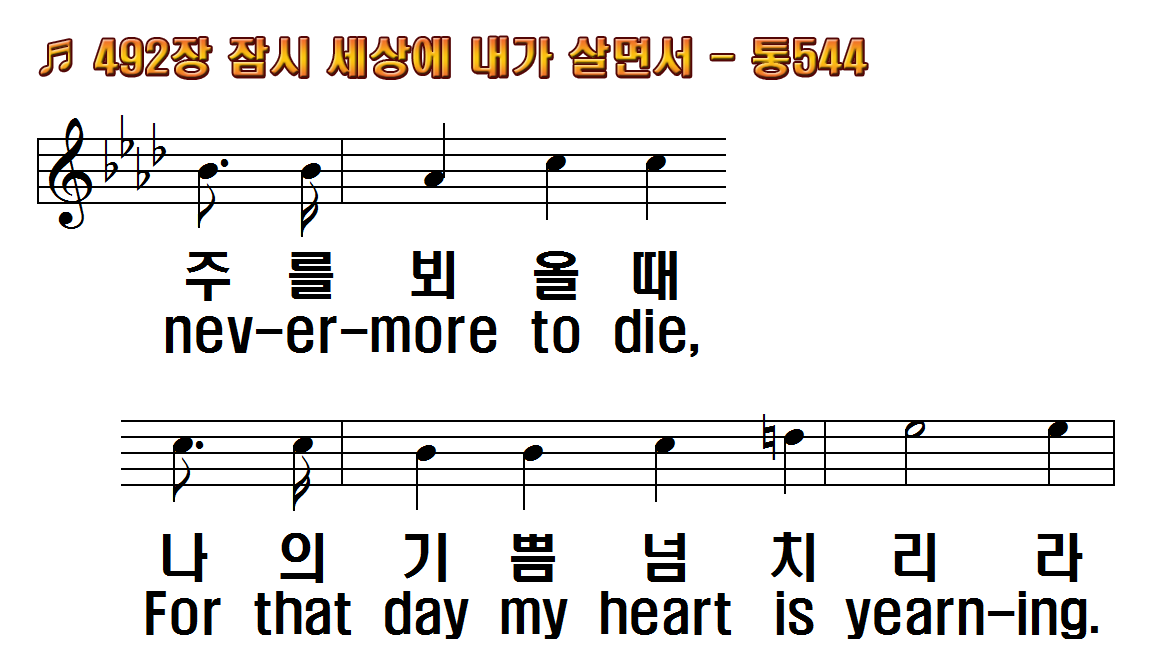 ♬ 492장 잠시 세상에 내가 살면서 - 통544
주 를 뵈 올 때
nev-er-more to die,
나 의 기 쁨 넘 치 리 라
For that day my heart is yearn-ing.